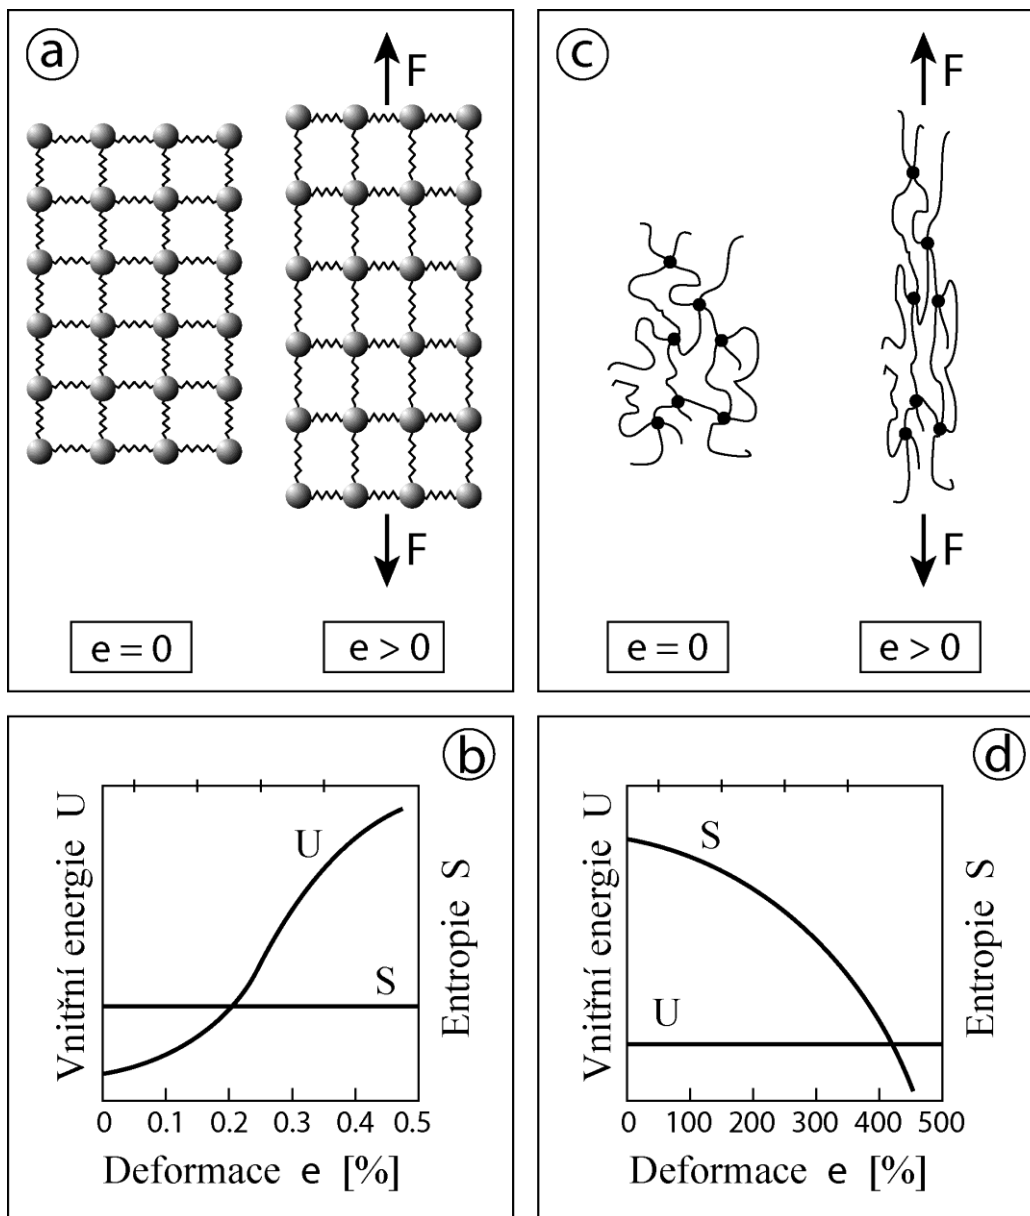 a
F
F
e = 0
e > 0
c
F
F
e = 0
e > 0
b
Vnitřní energie U
U
S
Entropie S
0 0.1 0.2 0.3 0.4 0.5
Deformace e [%]
d
Vnitřní energie U
S
U
Entropie S
0 100 200 300 400 500
Deformace e [%]